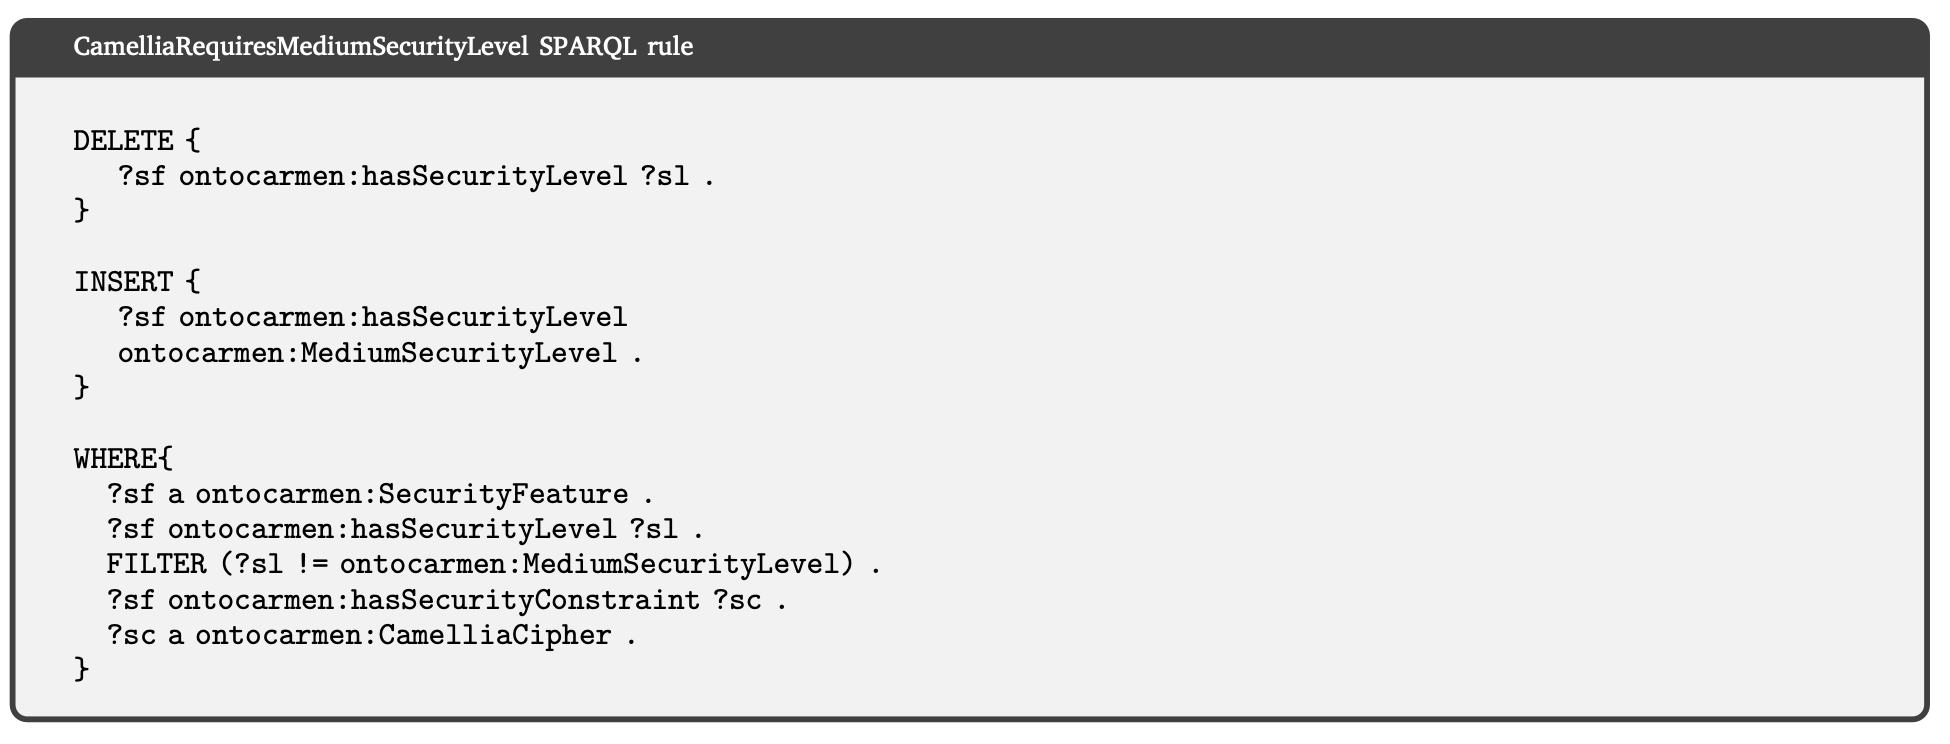 CamelliaRequiresMediumSecurityLevel SPARQL rule
DELETE {
?sf ontocarmen:hasSecurityLevel ?sl .
}
INSERT {
?sf ontocarmen:hasSecurityLevel
ontocarmen:MediumSecurityLevel .
}
WHERE{
?sf a ontocarmen:SecurityFeature .
?sf ontocarmen:hasSecurityLevel ?sl .
FILTER (?sl != ontocarmen:MediumSecurityLevel) .
?sf ontocarmen:hasSecurityConstraint ?sc .
?sc a ontocarmen:CamelliaCipher .
}